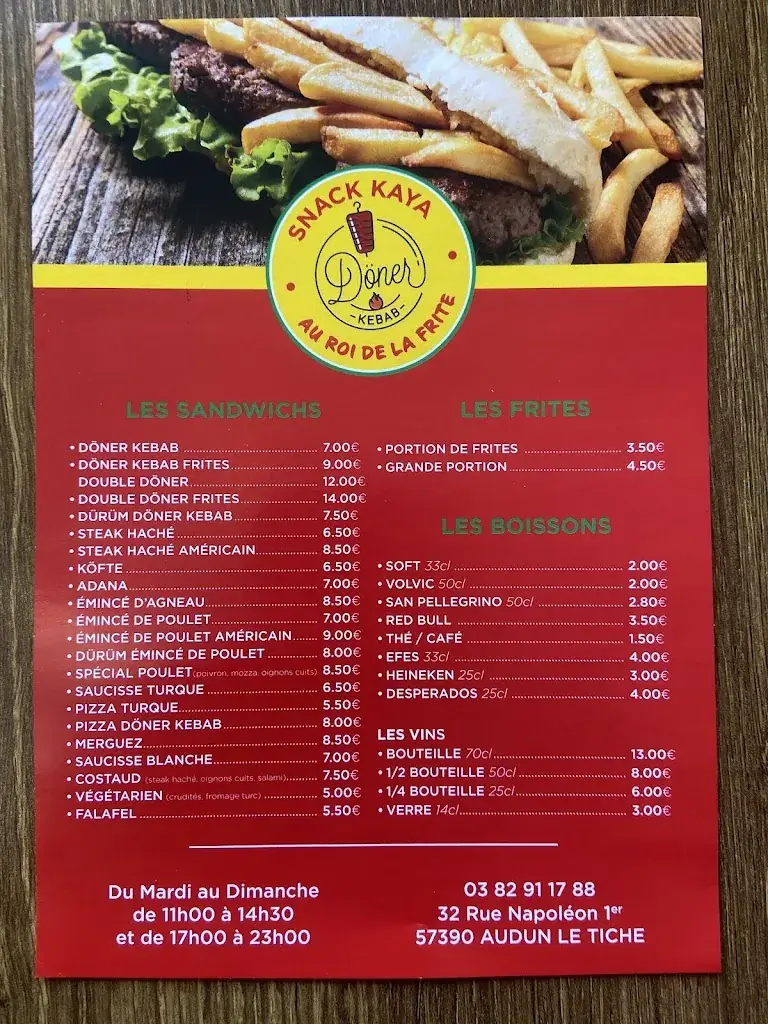 SNACK KAYA
Döner
-KEBAB-
AU ROI DE LA FRITE
LES SANDWICHS
• DÖNER KEBAB 7.00€
• DÖNER KEBAB FRITES 9.00€
DOUBLE DÖNER 12.00€
• DOUBLE DÖNER FRITES 14.00€
• DÜRÜM DÖNER KEBAB 7.50€
• STEAK HACHÉ 6.50€
• STEAK HACHÉ AMÉRICAIN 8.50€
• KÖFTE 6.50€
• ADANA 7.00€
• ÉMINCÉ D'AGNEAU 8.50€
• ÉMINCÉ DE POULET 7.00€
• ÉMINCÉ DE POULET AMÉRICAIN 9.00€
• DÜRÜM ÉMINCÉ DE POULET 8.00€
• SPÉCIAL POULET (poivron, mozza, oignons cuits) 8.50€
• SAUCISSE TURQUE 6.50€
• PIZZA TURQUE 5.50€
• PIZZA DÖNER KEBAB 8.00€
• MERGUEZ 8.50€
• SAUCISSE BLANCHE 7.00€
• COSTAUD (steak haché, oignons cuits, salami) 7.50€
• VÉGÉTARIEN (crudités, fromage turc) 5.00€
• FALAFEL 5.50€
LES FRITES
• PORTION DE FRITES 3.50€
• GRANDE PORTION 4.50€
LES BOISSONS
• SOFT 33cl 2.00€
• VOLVIC 50cl 2.00€
• SAN PELLEGRINO 50cl 2.80€
• RED BULL 3.50€
• THÉ / CAFÉ 1.50€
• EFES 33cl 4.00€
• HEINEKEN 25cl 3.00€
• DESPERADOS 25cl 4.00€
LES VINS
• BOUTEILLE 70cl 13.00€
• 1/2 BOUTEILLE 50cl 8.00€
• 1/4 BOUTEILLE 25cl 6.00€
• VERRE 14cl 3.00€
Du Mardi au Dimanche
de 11h00 à 14h30
et de 17h00 à 23h00
03 82 91 17 88
32 Rue Napoléon 1er
57390 AUDUN LE TICHE